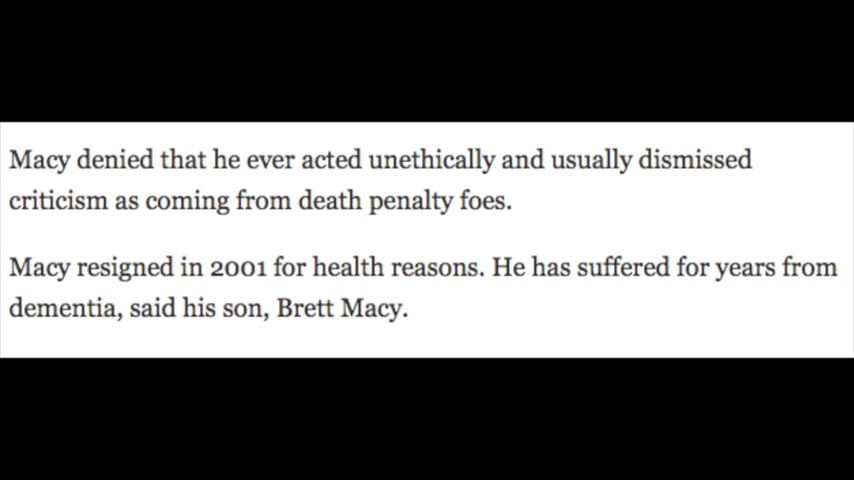 Macy denied that he ever acted unethically and usually dismissed
criticism as coming from death penalty foes.
Macy resigned in 2001 for health reasons. He has suffered for years from
dementia, said his son, Brett Macy.